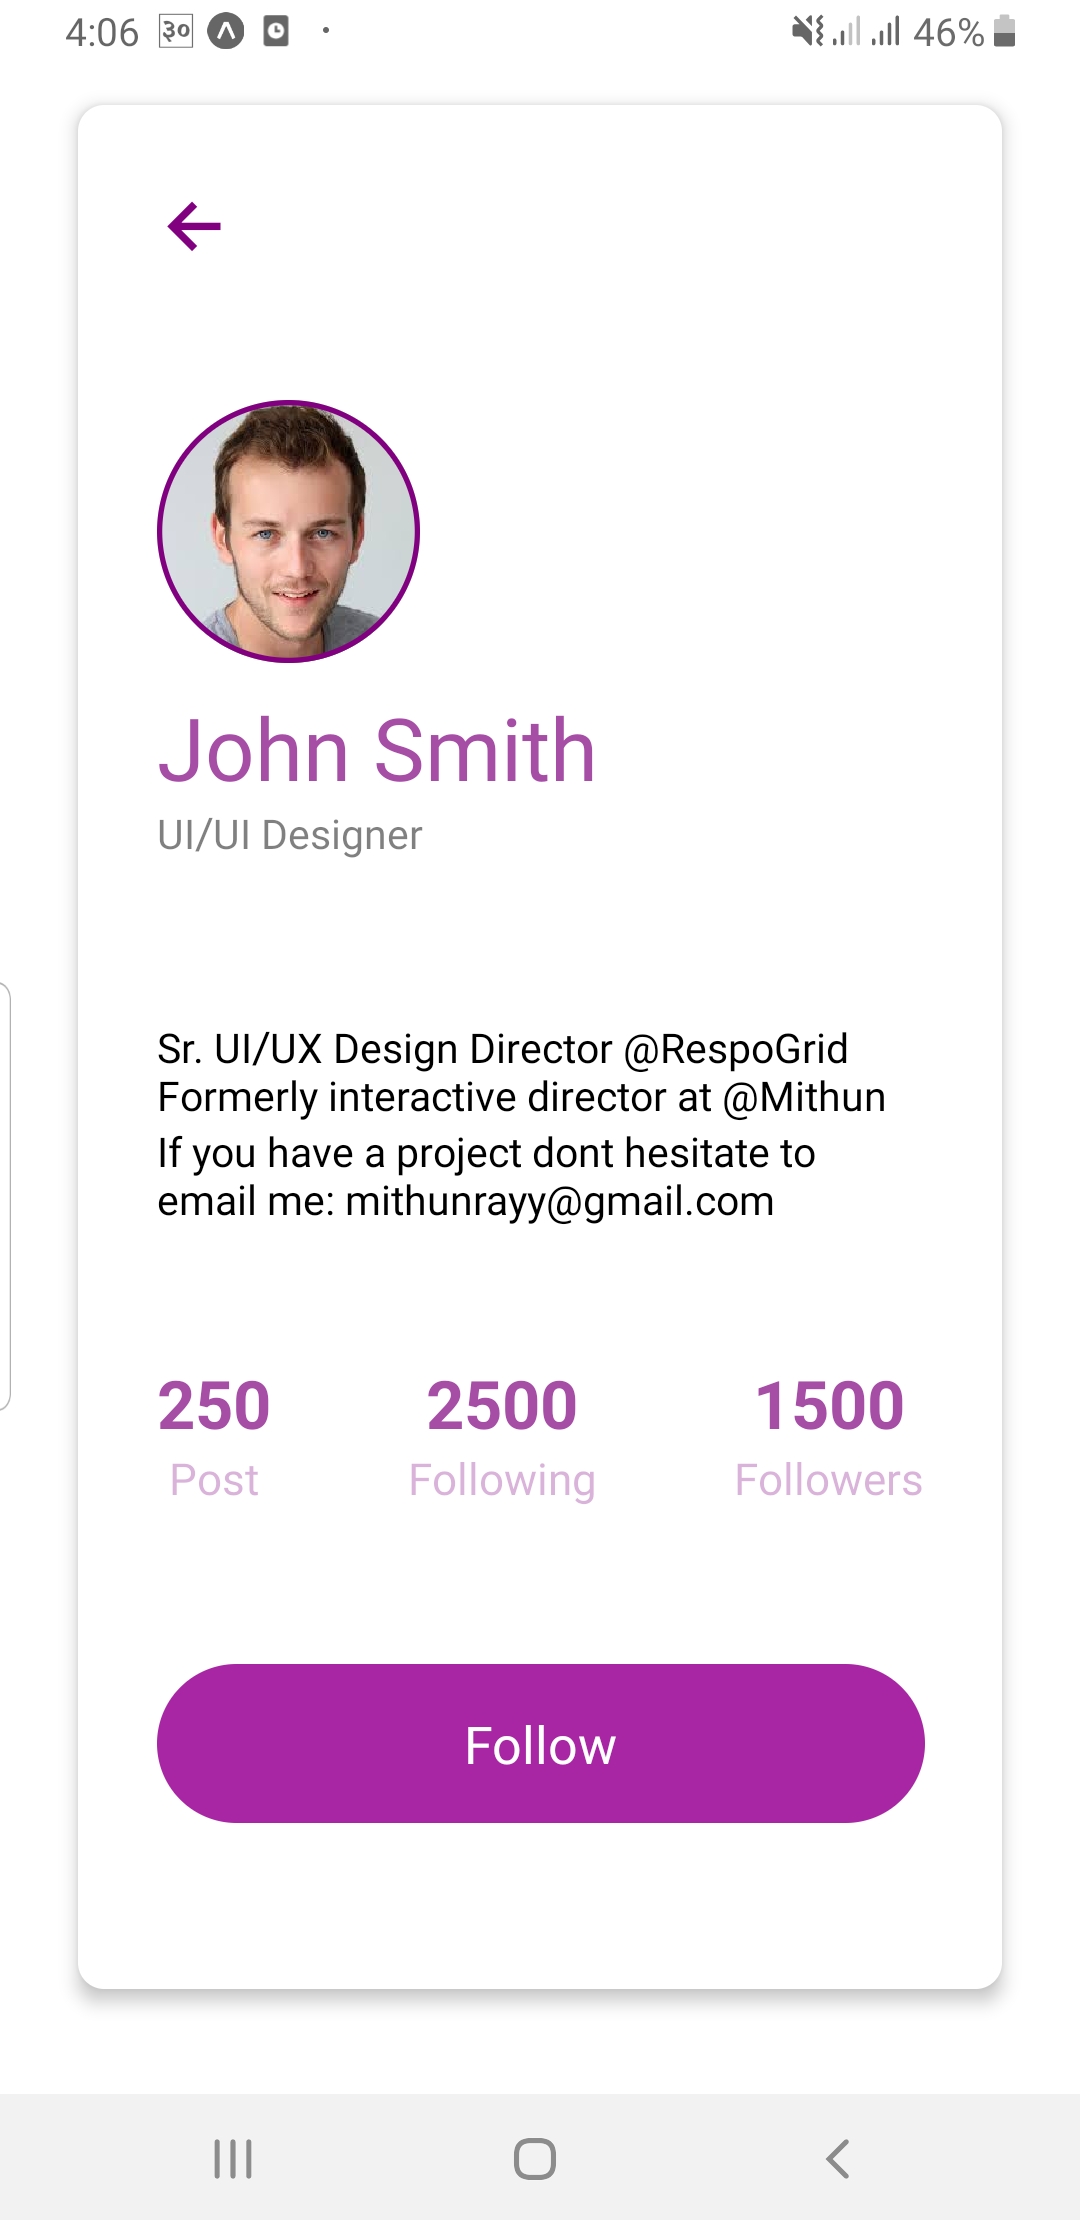 4:06 ३० 46%
John Smith
UI/UI Designer
Sr. UI/UX Design Director @RespoGrid
Formerly interactive director at @Mithun
If you have a project dont hesitate to
email me: mithunrayy@gmail.com
250 2500 1500
Post Following Followers
Follow